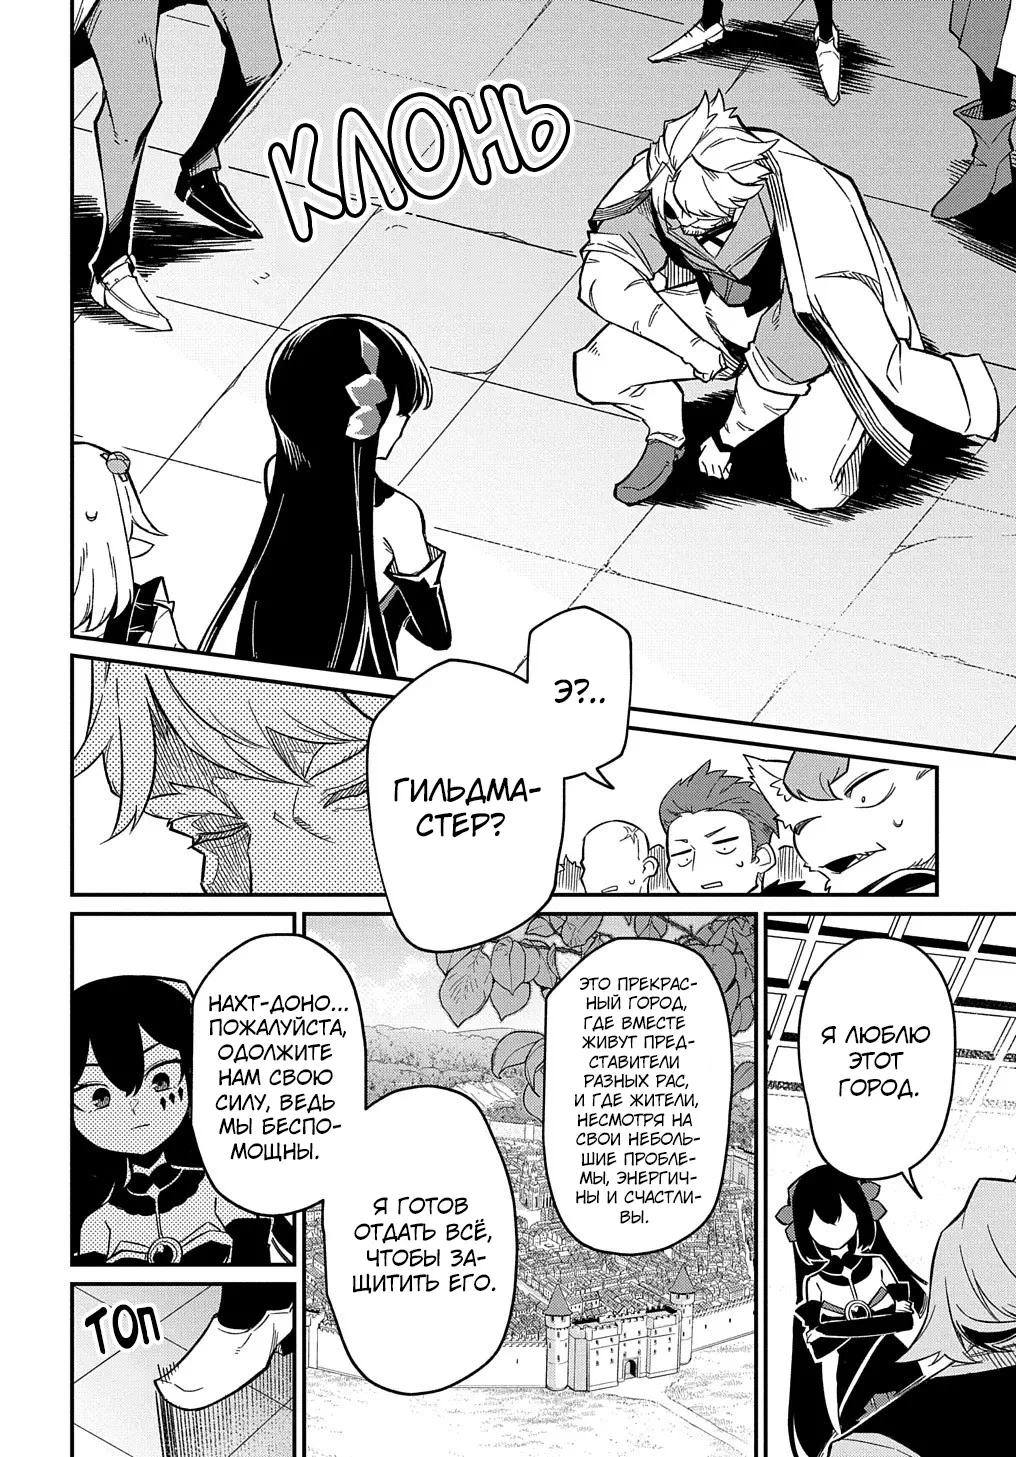 КЛОНЬ
Э?..
ГИЛЬДМА-
СТЕР?
Я ЛЮБЛЮ
ЭТОТ
ГОРОД.
ЭТО ПРЕКРАС-
НЫЙ ГОРОД,
ГДЕ ВМЕСТЕ
ЖИВУТ ПРЕД-
СТАВИТЕЛИ
РАЗНЫХ РАС,
И ГДЕ ЖИТЕЛИ,
НЕСМОТРЯ НА
СВОИ НЕБОЛЬ-
ШИЕ ПРОБЛЕ-
МЫ, ЭНЕРГИЧ-
НЫ И СЧАСТЛИ-
ВЫ.
Я ГОТОВ
ОТДАТЬ ВСЁ,
ЧТОБЫ ЗА-
ЩИТИТЬ ЕГО.
НАХТ-ДОНО...
ПОЖАЛУЙСТА,
ОДОЛЖИТЕ
НАМ СВОЮ
СИЛУ, ВЕДЬ
МЫ БЕСПО-
МОЩНЫ.
ТОП